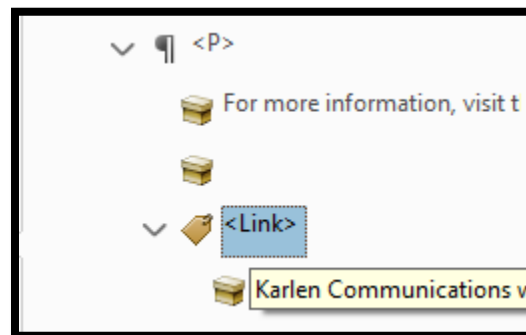 <P>
For more information, visit t
<Link>
Karlen Communications w